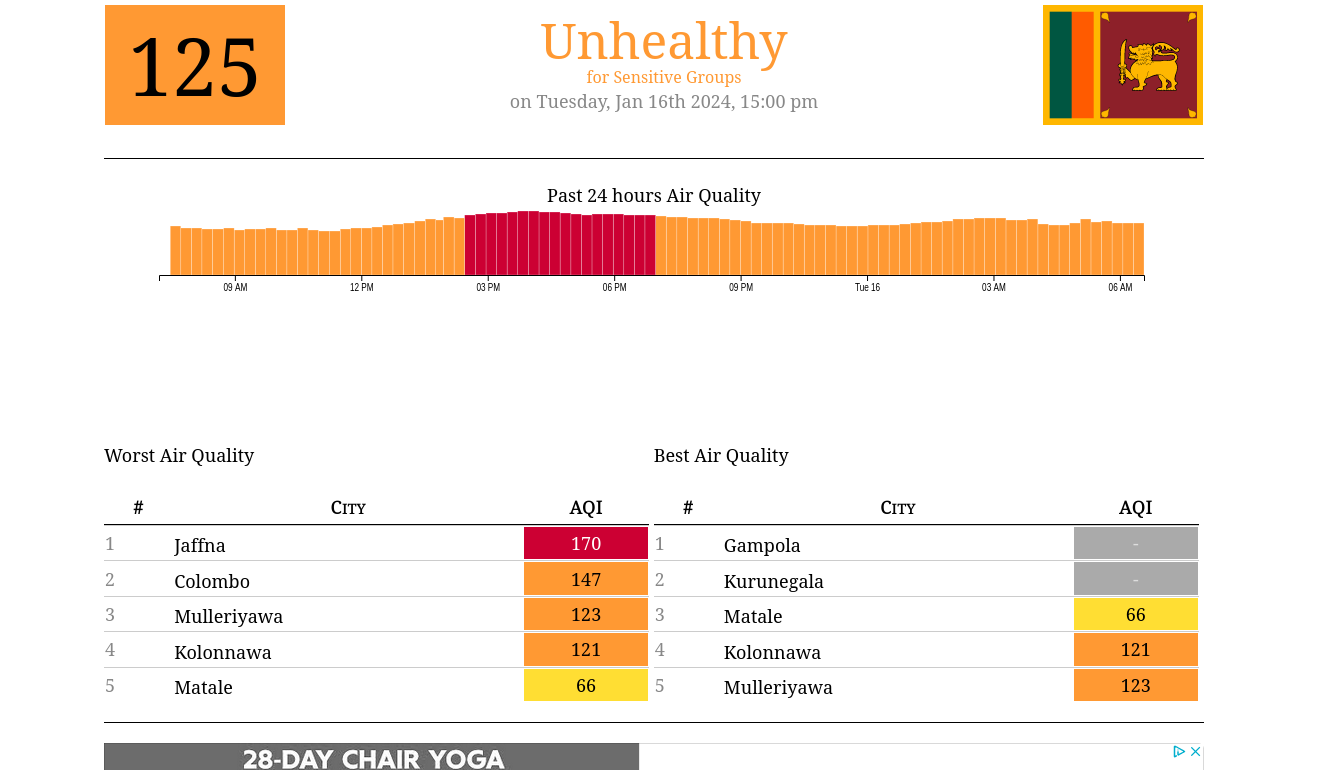 125
Unhealthy
for Sensitive Groups
on Tuesday, Jan 16th 2024, 15:00 pm
Past 24 hours Air Quality
09 AM 12 PM 03 PM 06 PM 09 PM Tue 16 03 AM 06 AM
Worst Air Quality
# City AQI
1 Jaffna 170
2 Colombo 147
3 Mulleriyawa 123
4 Kolonnawa 121
5 Matale 66
Best Air Quality
# City AQI
1 Gampola -
2 Kurunegala -
3 Matale 66
4 Kolonnawa 121
5 Mulleriyawa 123
28-DAY CHAIR YOGA